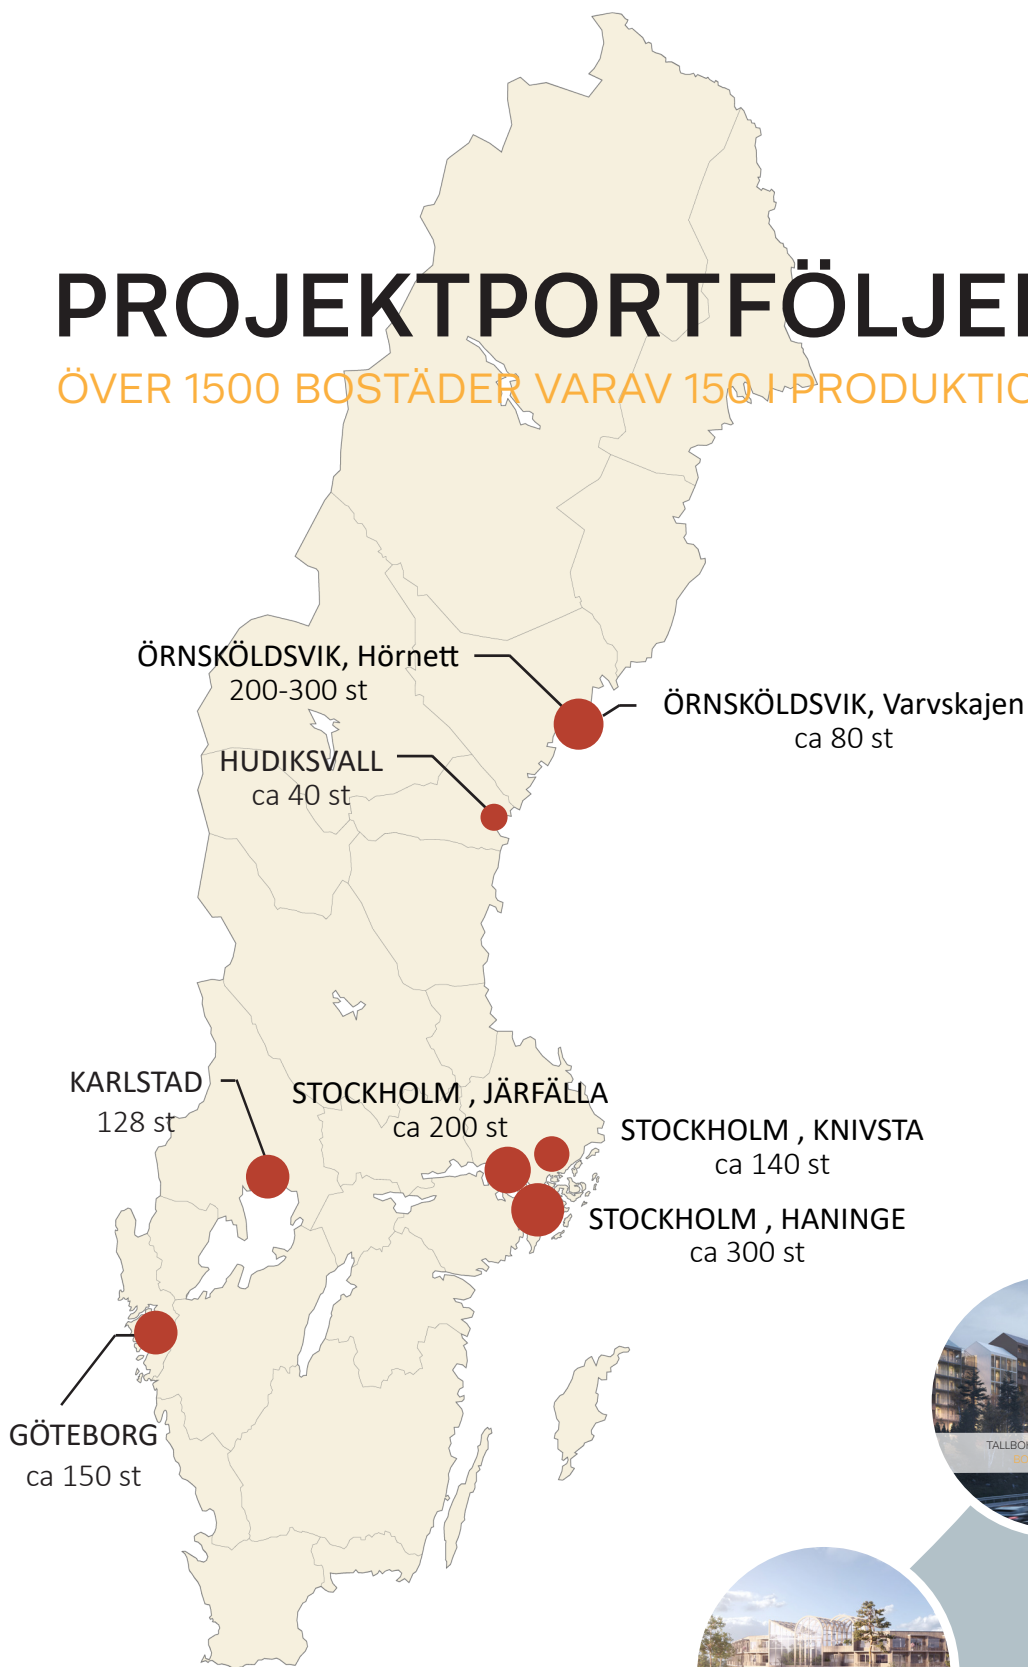 PROJEKTPORTFÖLJE
ÖVER 1500 BOSTÄDER VARAV 150 I PRODUKTIO
ÖRNSKÖLDSVIK, Hörnett
200-300 st
ÖRNSKÖLDSVIK, Varvskajen
ca 80 st
HUDIKSVALL
ca 40 st
KARLSTAD
128 st
STOCKHOLM , JÄRFÄLLA
ca 200 st
STOCKHOLM , KNIVSTA
ca 140 st
STOCKHOLM , HANINGE
ca 300 st
GÖTEBORG
ca 150 st